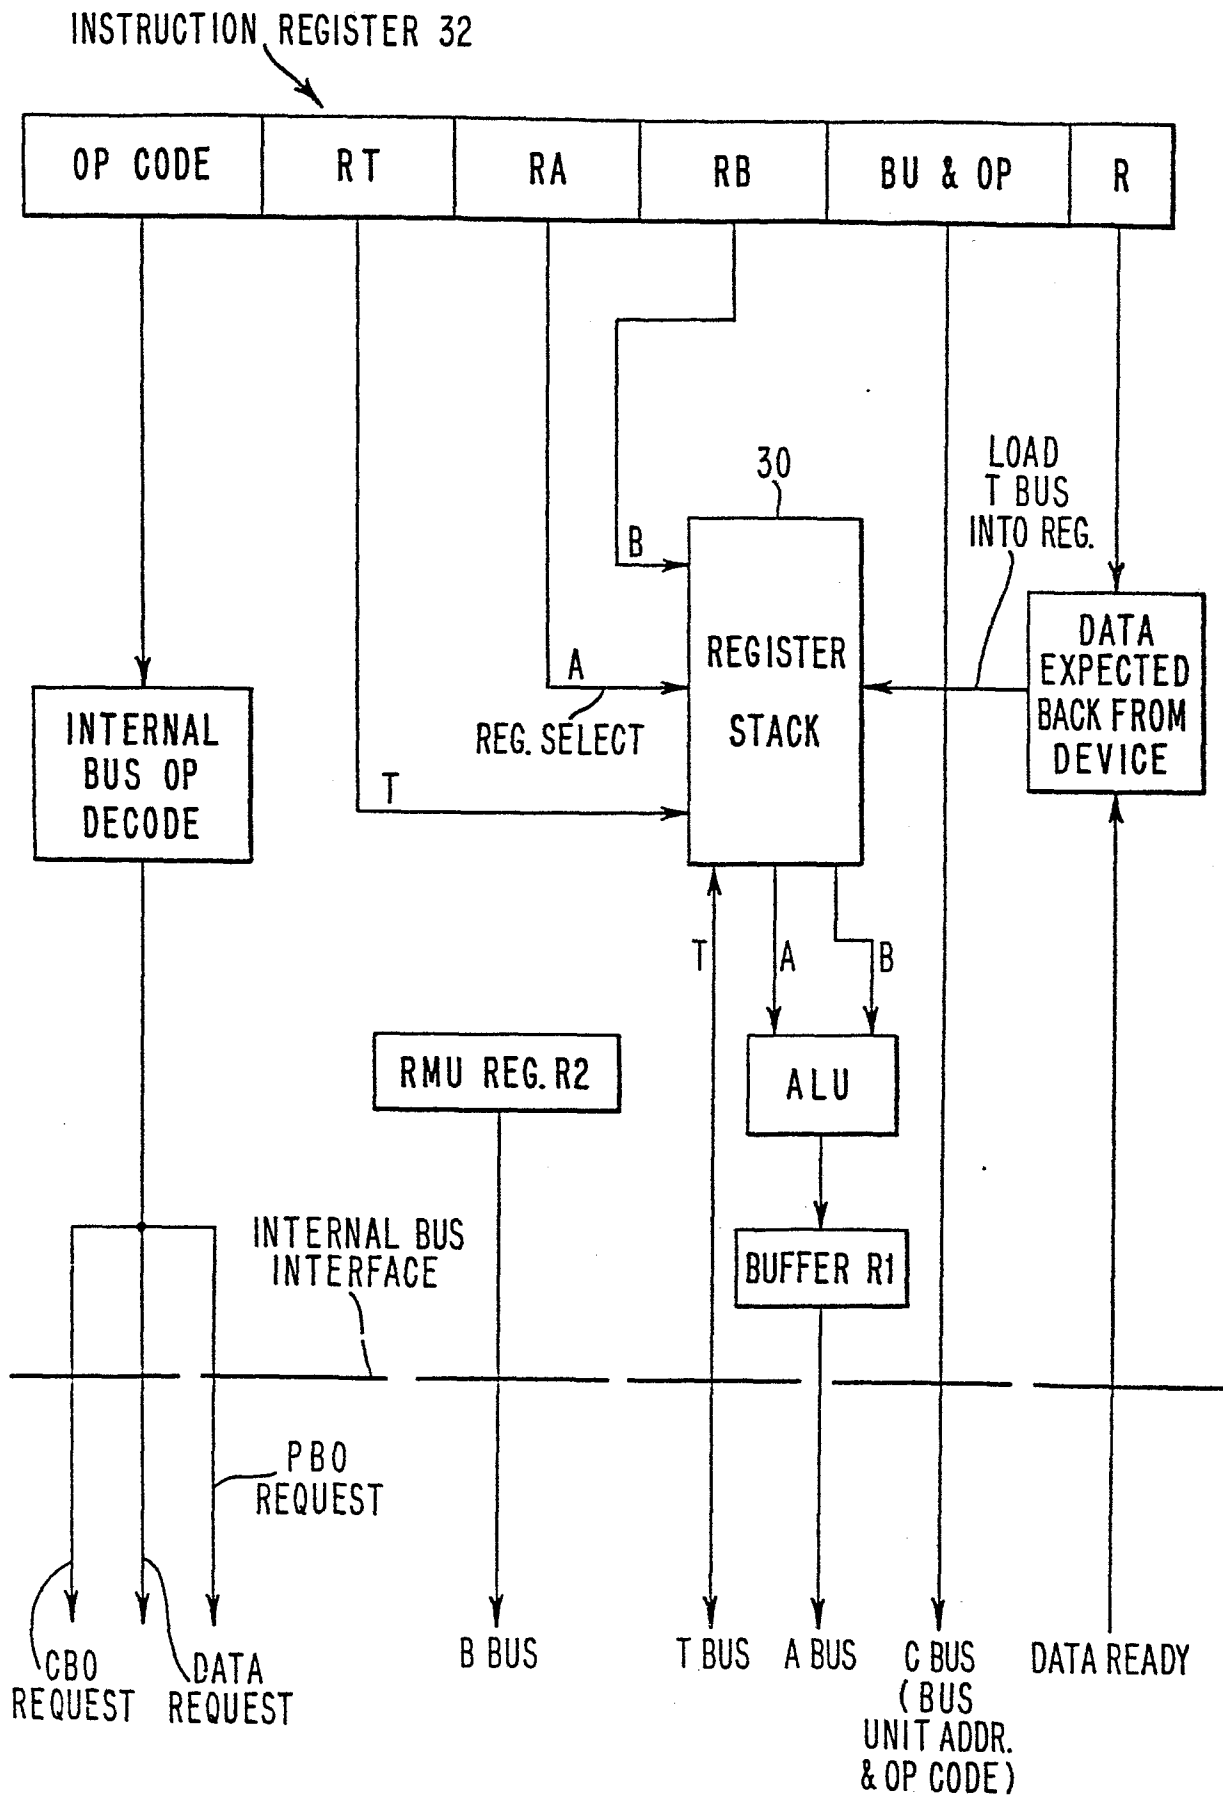 INSTRUCTION REGISTER 32
OP CODE
RT
RA
RB
BU & OP
R
30
LOAD
T BUS
INTO REG.
B
A
REG. SELECT
T
REGISTER
STACK
DATA
EXPECTED
BACK FROM
DEVICE
INTERNAL
BUS OP
DECODE
T
A
B
RMU REG. R2
ALU
BUFFER R1
INTERNAL BUS
INTERFACE
PBO
REQUEST
CBO
REQUEST
DATA
REQUEST
B BUS
T BUS
A BUS
C BUS
(BUS
UNIT ADDR.
& OP CODE)
DATA READY